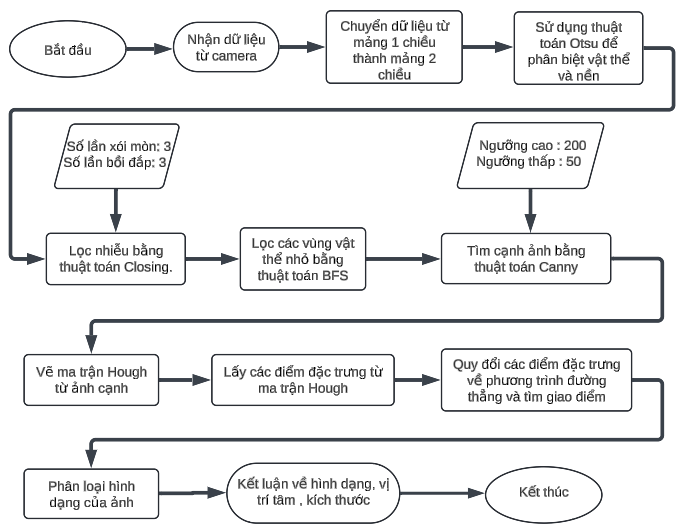 Bắt đầu
Nhận dữ liệu
từ camera
Chuyển dữ liệu từ
mảng 1 chiều
thành mảng 2
chiều
Sử dụng thuật
toán Otsu để
phân biệt vật thể
và nền
Số lần xói mòn: 3
Số lần bồi đắp: 3
Ngưỡng cao : 200
Ngưỡng thấp : 50
Lọc nhiễu bằng
thuật toán Closing.
Lọc các vùng vật
thể nhỏ bằng
thuật toán BFS
Tìm cạnh ảnh bằng
thuật toán Canny
Vẽ ma trận Hough
từ ảnh cạnh
Lấy các điểm đặc trưng từ
ma trận Hough
Quy đổi các điểm đặc trưng
về phương trình đường
thẳng và tìm giao điểm
Phân loại hình
dạng của ảnh
Kết luận về hình dạng, vị
trí tâm , kích thước
Kết thúc